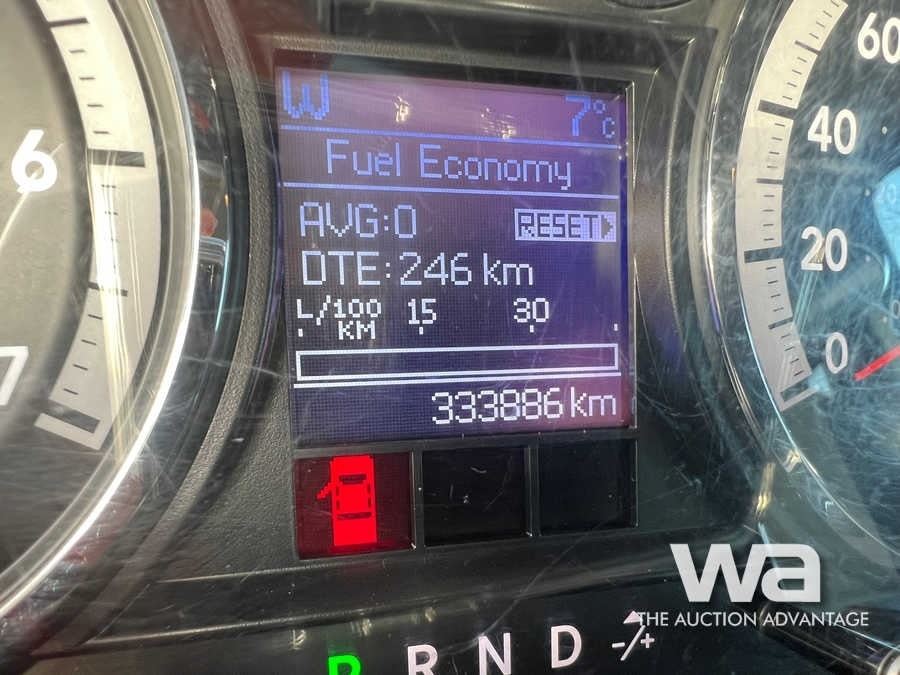 W 7°C
Fuel Economy
AVG:0 RESET
DTE:246 km
L/100 KM 15 30
333886 km
6
7
60
40
20
0
P R N D -/+
wa
THE AUCTION ADVANTAGE